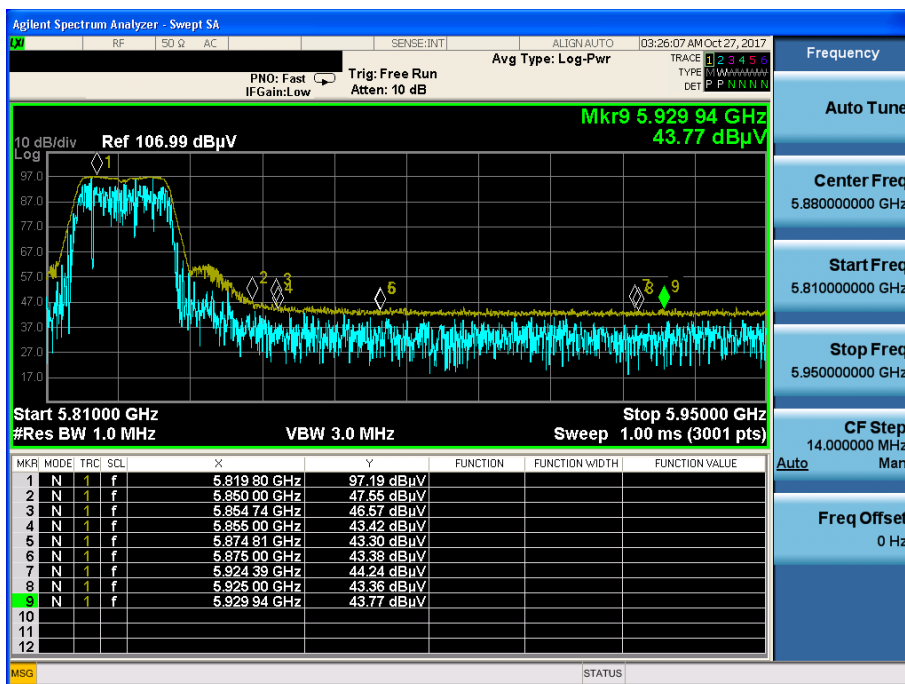 Agilent Spectrum Analyzer - Swept SA
LXI RF 50 Ω AC SENSE:INT ALIGN AUTO 03:26:07 AM Oct 27, 2017
Avg Type: Log-Pwr TRACE 1 2 3 4 5 6
PNO: Fast Trig: Free Run TYPE M WWWWW
IFGain:Low Atten: 10 dB DET P P N N N N
Mkr9 5.929 94 GHz
43.77 dBµV
10 dB/div Ref 106.99 dBµV
Log
97.0
87.0
77.0
67.0
57.0
47.0
37.0
27.0
17.0
1 2 3 4 5 7 8 9
Start 5.81000 GHz Stop 5.95000 GHz
#Res BW 1.0 MHz VBW 3.0 MHz Sweep 1.00 ms (3001 pts)
MKR MODE TRC SCL X Y FUNCTION FUNCTION WIDTH FUNCTION VALUE
1 N 1 f 5.819 80 GHz 97.19 dBµV
2 N 1 f 5.850 00 GHz 47.55 dBµV
3 N 1 f 5.854 74 GHz 46.57 dBµV
4 N 1 f 5.855 00 GHz 43.42 dBµV
5 N 1 f 5.874 81 GHz 43.30 dBµV
6 N 1 f 5.875 00 GHz 43.38 dBµV
7 N 1 f 5.924 39 GHz 44.24 dBµV
8 N 1 f 5.925 00 GHz 43.36 dBµV
9 N 1 f 5.929 94 GHz 43.77 dBµV
10
11
12
MSG STATUS
Frequency
Auto Tune
Center Freq
5.880000000 GHz
Start Freq
5.810000000 GHz
Stop Freq
5.950000000 GHz
CF Step
14.000000 MHz
Auto Man
Freq Offset
0 Hz